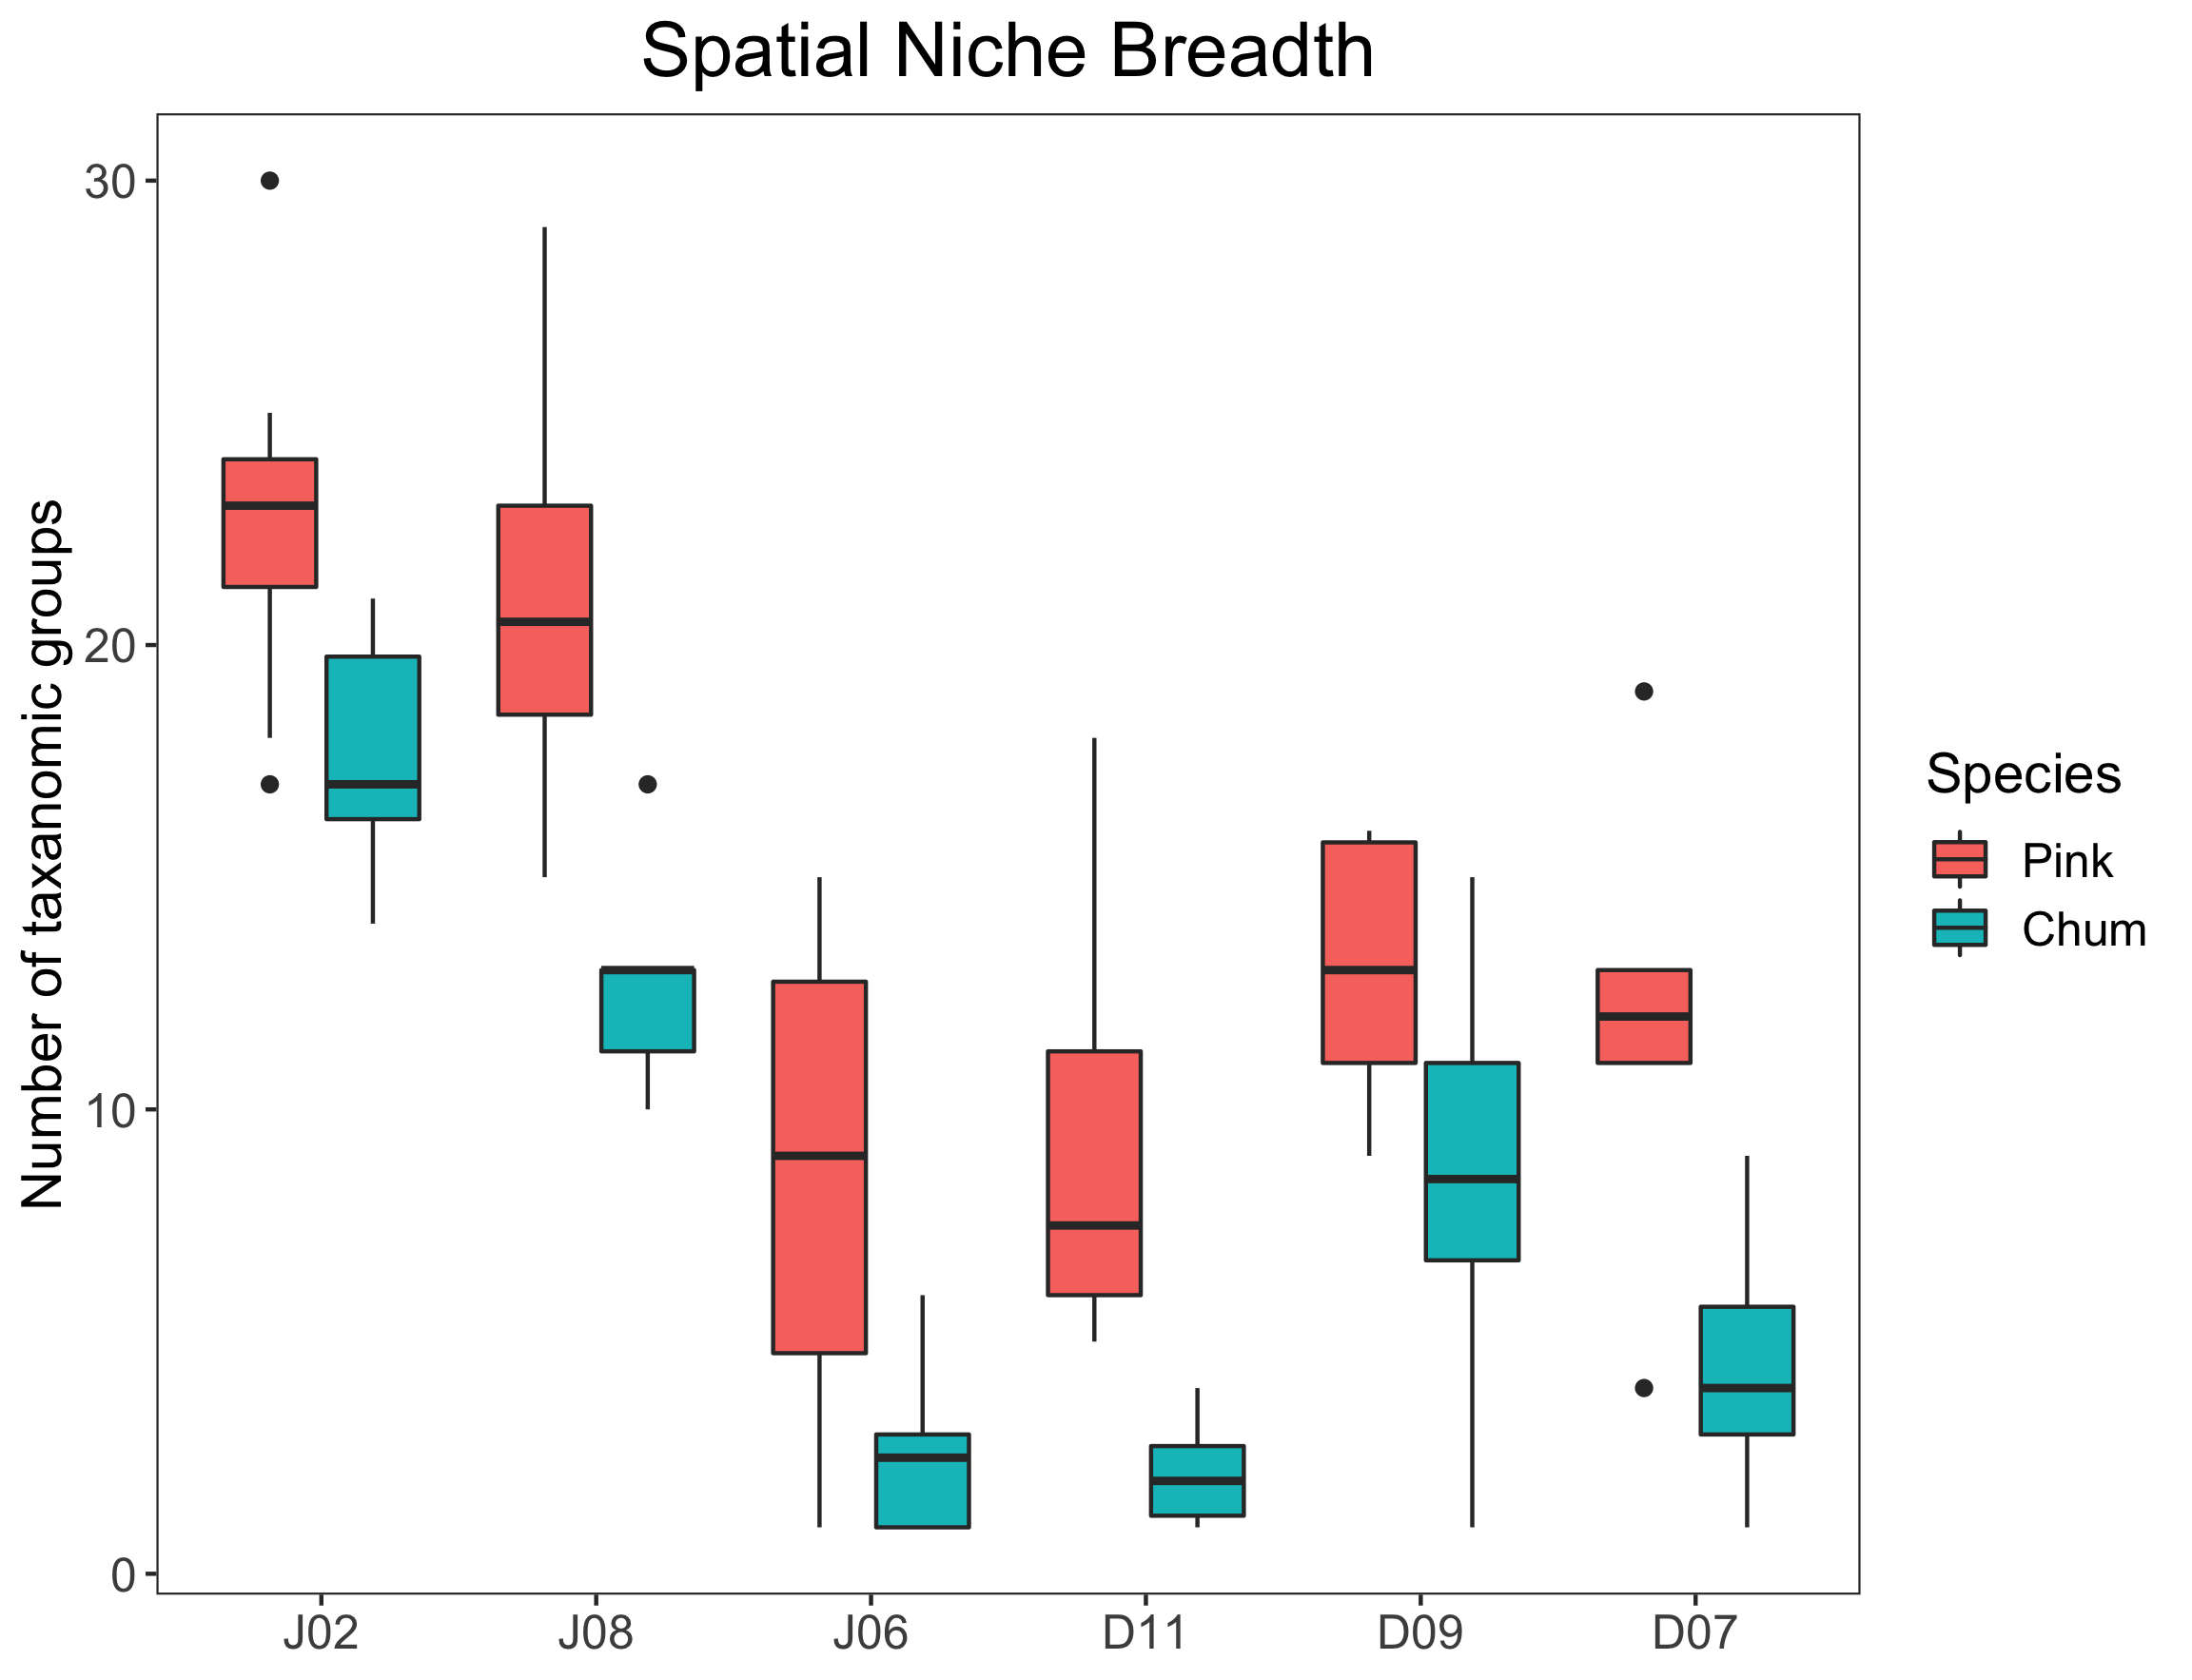 Spatial Niche Breadth
Number of taxanomic groups
30
20
10
0
J02
J08
J06
D11
D09
D07
Species
Pink
Chum